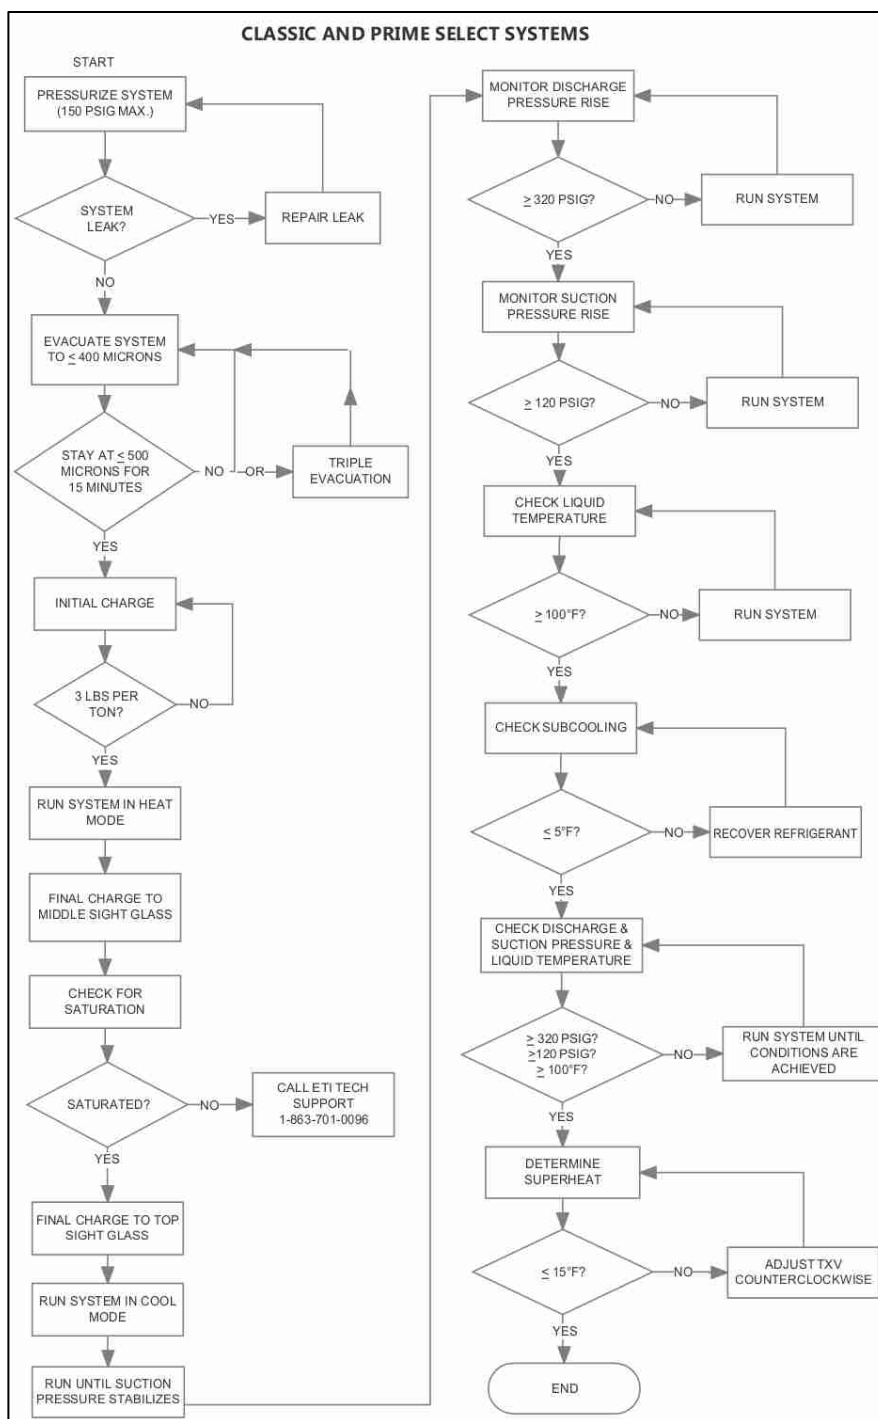 CLASSIC AND PRIME SELECT SYSTEMS
START
PRESSURIZE SYSTEM
(150 PSIG MAX.)
SYSTEM
LEAK?
YES
REPAIR LEAK
NO
EVACUATE SYSTEM
TO ≤ 400 MICRONS
STAY AT ≤ 500
MICRONS FOR
15 MINUTES
NO
OR
TRIPLE
EVACUATION
YES
INITIAL CHARGE
3 LBS PER
TON?
NO
YES
RUN SYSTEM IN HEAT
MODE
FINAL CHARGE TO
MIDDLE SIGHT GLASS
CHECK FOR
SATURATION
SATURATED?
NO
CALL ETI TECH
SUPPORT
1-863-701-0096
YES
FINAL CHARGE TO TOP
SIGHT GLASS
RUN SYSTEM IN COOL
MODE
RUN UNTIL SUCTION
PRESSURE STABILIZES
MONITOR DISCHARGE
PRESSURE RISE
≥ 320 PSIG?
NO
RUN SYSTEM
YES
MONITOR SUCTION
PRESSURE RISE
≥ 120 PSIG?
NO
RUN SYSTEM
YES
CHECK LIQUID
TEMPERATURE
≥ 100°F?
NO
RUN SYSTEM
YES
CHECK SUBCOOLING
≤ 5°F?
NO
RECOVER REFRIGERANT
YES
CHECK DISCHARGE &
SUCTION PRESSURE &
LIQUID TEMPERATURE
≥ 320 PSIG?
≥120 PSIG?
≥ 100°F?
NO
RUN SYSTEM UNTIL
CONDITIONS ARE
ACHIEVED
YES
DETERMINE
SUPERHEAT
≤ 15°F?
NO
ADJUST TXV
COUNTERCLOCKWISE
YES
END